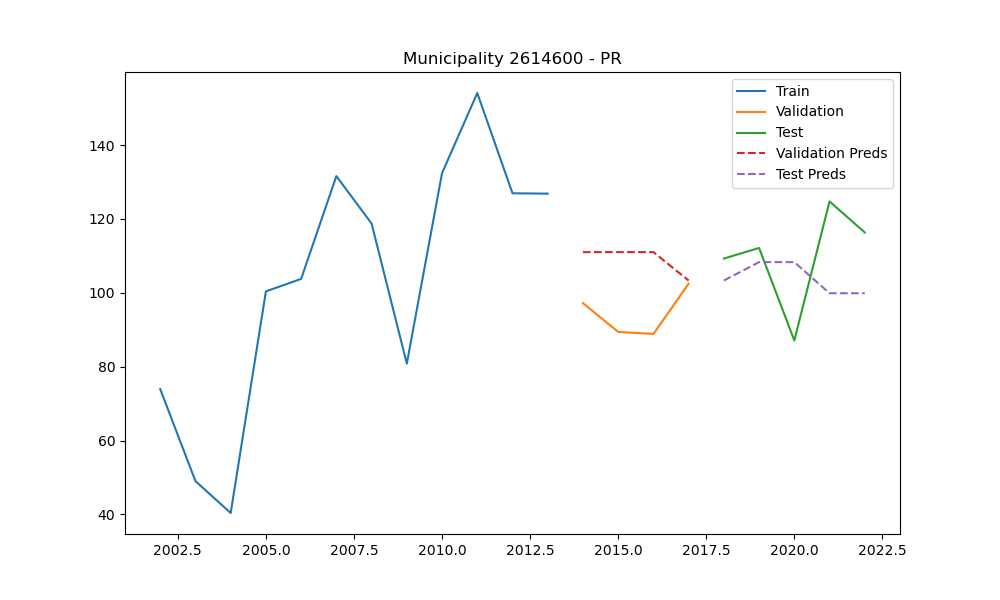 Municipality 2614600 - PR
Train
Validation
Test
Validation Preds
Test Preds
140
120
100
80
60
40
2002.5 2005.0 2007.5 2010.0 2012.5 2015.0 2017.5 2020.0 2022.5